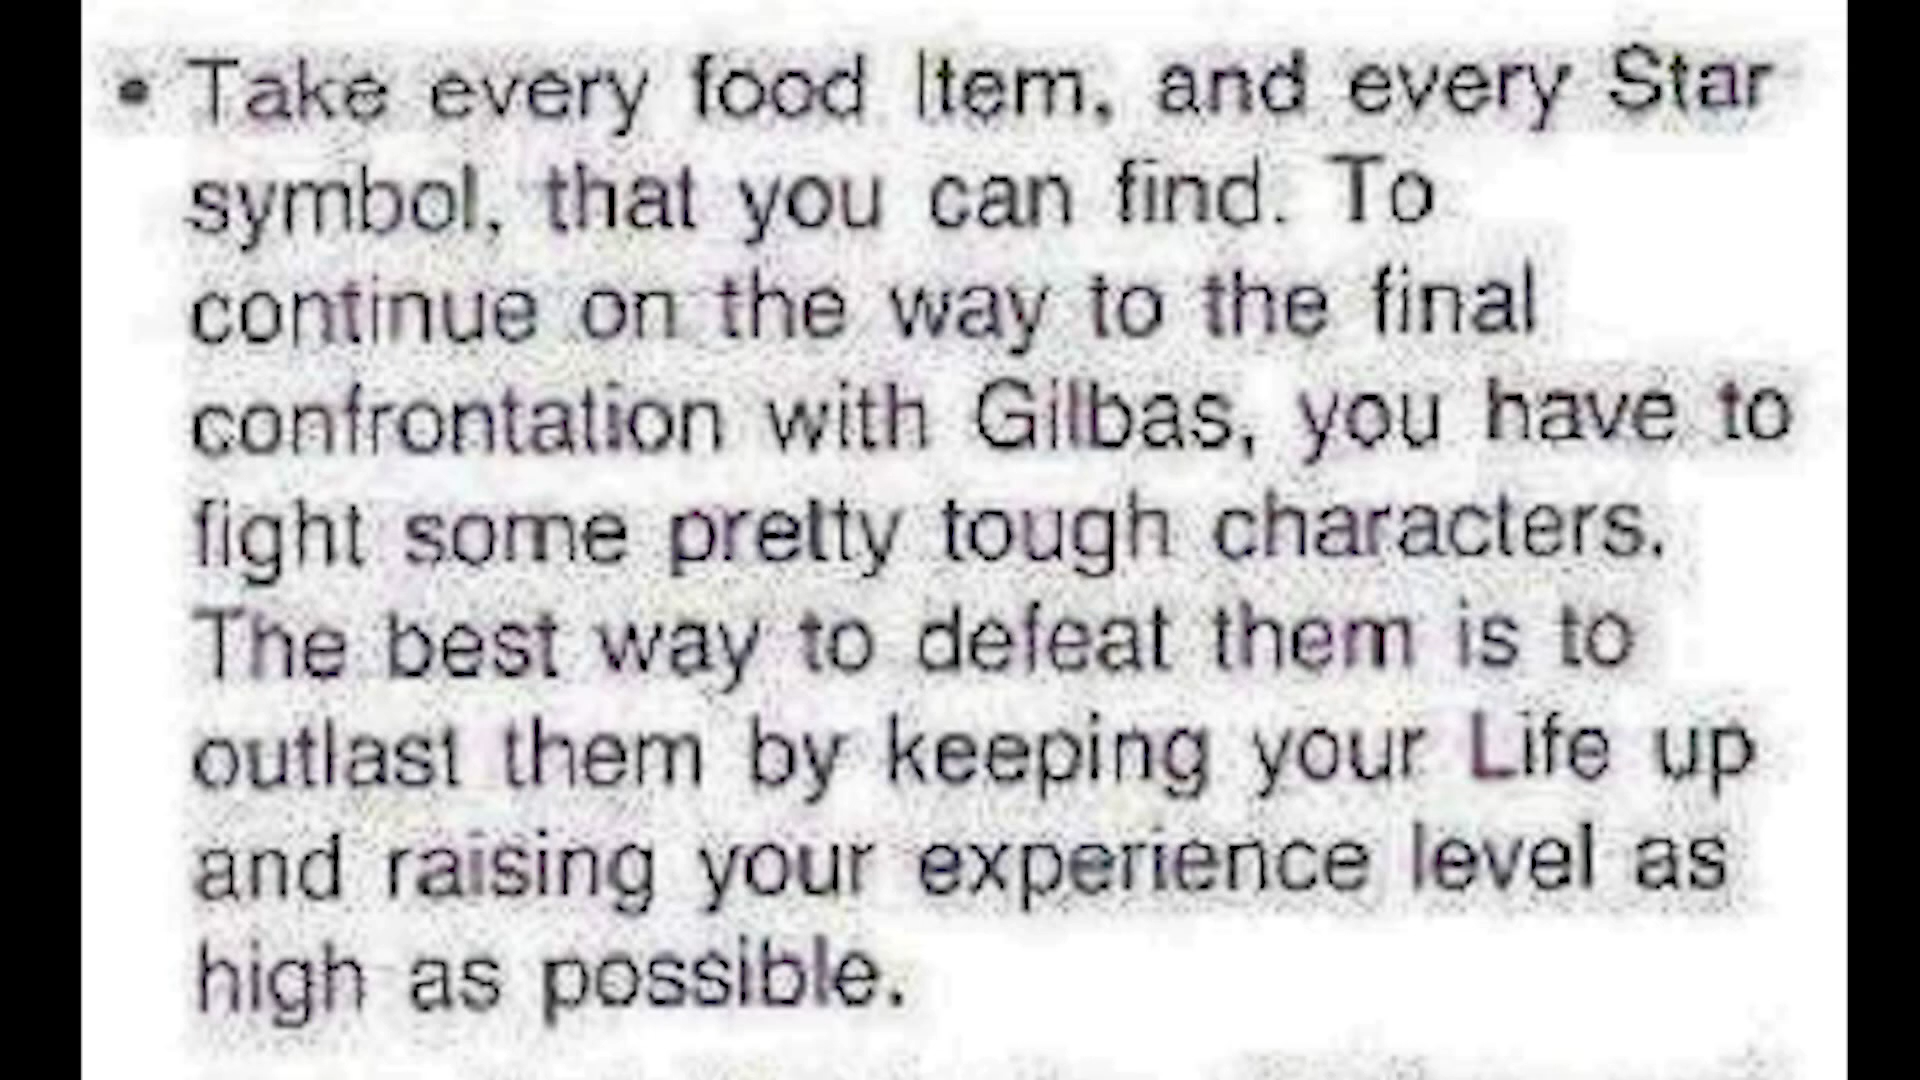 • Take every food Item, and every Star
symbol, that you can find. To
continue on the way to the final
confrontation with Gilbas, you have to
fight some pretty tough characters.
The best way to defeat them is to
outlast them by keeping your Life up
and raising your experience level as
high as possible.